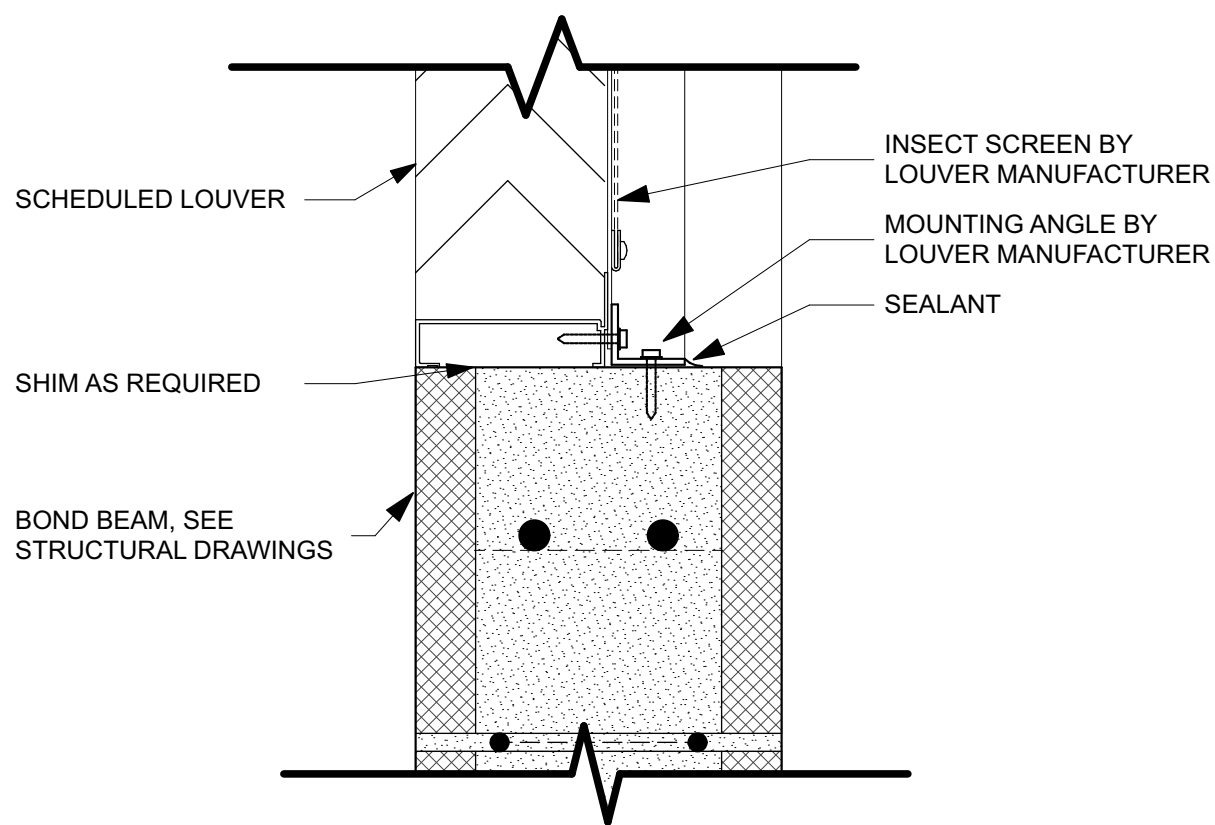 SCHEDULED LOUVER
SHIM AS REQUIRED
BOND BEAM, SEE
STRUCTURAL DRAWINGS
INSECT SCREEN BY
LOUVER MANUFACTURER
MOUNTING ANGLE BY
LOUVER MANUFACTURER
SEALANT